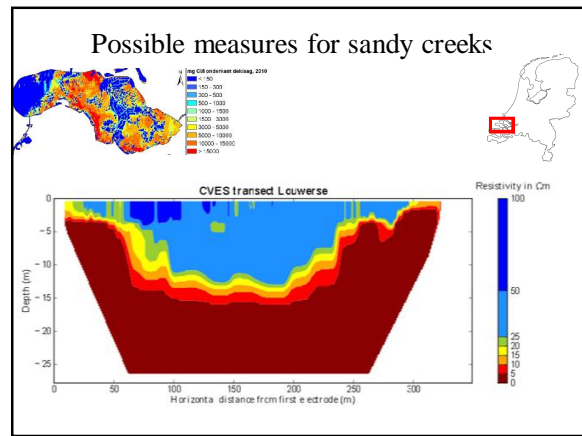 Possible measures for sandy creeks
mg Cl/l onderkant deklaag, 2010
< 150
150 - 300
300 - 500
500 - 1000
1000 - 1500
1500 - 3000
3000 - 5000
5000 - 10000
10000 - 15000
> 15000
CVES transect Louwerse
Resistivity in Ωm
Depth (m)
0
-5
-10
-15
-20
-25
0
50
100
150
200
250
300
Horizonta distance from first electrode (m)
100
50
25
20
15
10
5
0